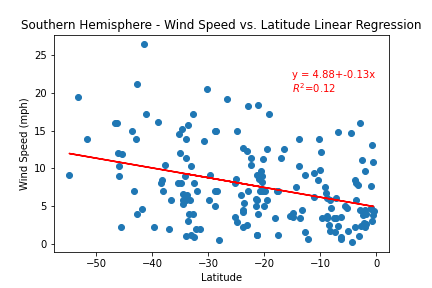 Southern Hemisphere - Wind Speed vs. Latitude Linear Regression
y = 4.88+-0.13x
R²=0.12
Wind Speed (mph)
25
20
15
10
5
0
−50
−40
−30
−20
−10
0
Latitude